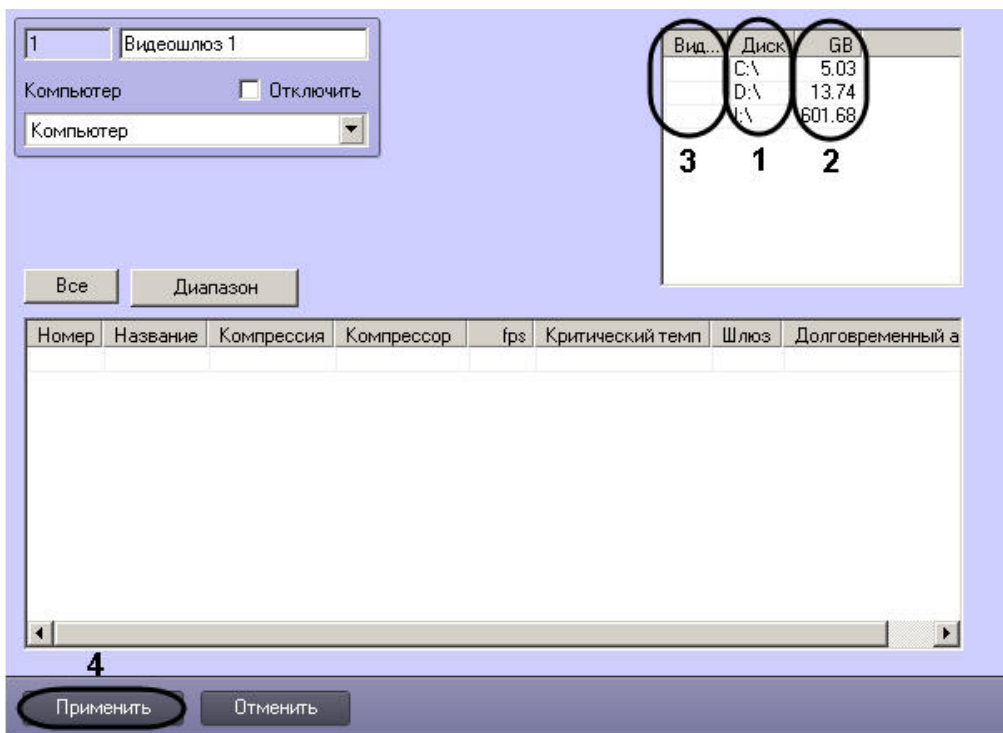 1 Видеошлюз 1
Компьютер Отключить
Компьютер
Вид... Диск GB
C:\ 5.03
D:\ 13.74
I:\ 601.68
3 1 2
Все Диапазон
Номер Название Компрессия Компрессор fps Критический темп Шлюз Долговременный а
4
Применить Отменить